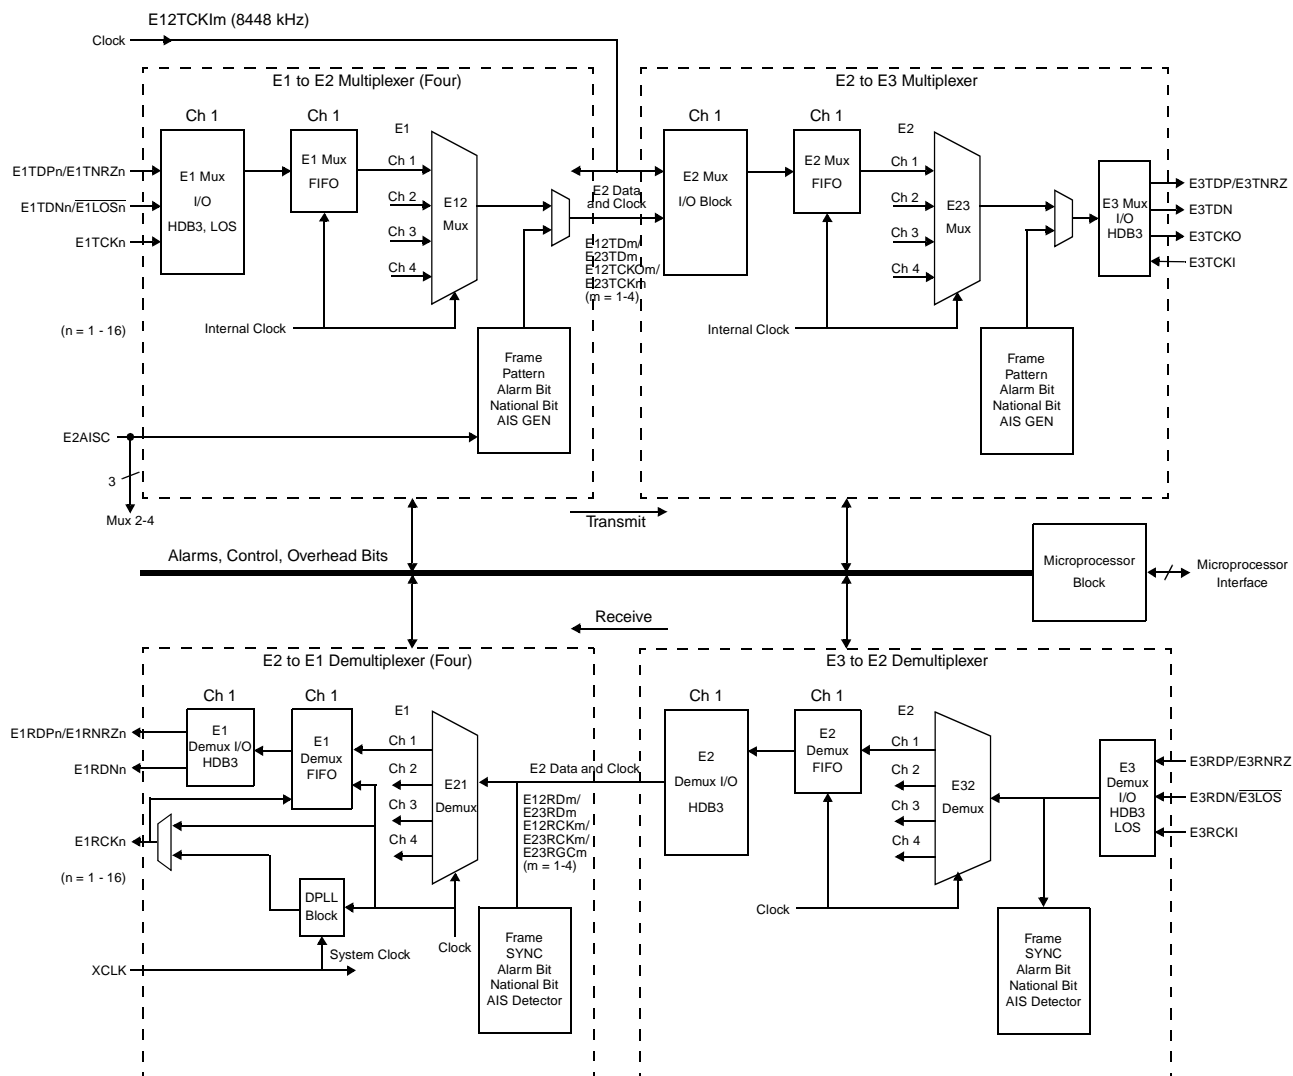 E12TCKIm (8448 kHz)
Clock
E1 to E2 Multiplexer (Four)
Ch 1
Ch 1
E1
E1TDPn/E1TNRZn
E1TDNn/E1LOSn
E1TCKn
(n = 1 - 16)
E1 Mux
I/O
HDB3, LOS
E1 Mux
FIFO
Ch 1
Ch 2
Ch 3
Ch 4
E12
Mux
Internal Clock
Frame
Pattern
Alarm Bit
National Bit
AIS GEN
E2AISC
3
Mux 2-4
E2 Data
and Clock
E12TDm/
E23TDm
E12TCKOm/
E23TCKm
(m = 1-4)
E2 to E3 Multiplexer
Ch 1
Ch 1
E2
E2 Mux
I/O Block
E2 Mux
FIFO
Ch 1
Ch 2
Ch 3
Ch 4
E23
Mux
Internal Clock
Frame
Pattern
Alarm Bit
National Bit
AIS GEN
E3 Mux
I/O
HDB3
E3TDP/E3TNRZ
E3TDN
E3TCKO
E3TCKI
Transmit
Alarms, Control, Overhead Bits
Microprocessor
Block
Microprocessor
Interface
Receive
E2 to E1 Demultiplexer (Four)
Ch 1
Ch 1
E1
E1RDPn/E1RNRZn
E1RDNn
E1RCKn
(n = 1 - 16)
E1
Demux I/O
HDB3
E1
Demux
FIFO
Ch 1
Ch 2
Ch 3
Ch 4
E21
Demux
DPLL
Block
System Clock
XCLK
Clock
Frame
SYNC
Alarm Bit
National Bit
AIS Detector
E2 Data and Clock
E12RDm/
E23RDm
E12RCKm/
E23RCKm/
E23RGCm
(m = 1-4)
E3 to E2 Demultiplexer
Ch 1
Ch 1
E2
E2
Demux I/O
HDB3
E2
Demux
FIFO
Ch 1
Ch 2
Ch 3
Ch 4
E32
Demux
Clock
Frame
SYNC
Alarm Bit
National Bit
AIS Detector
E3
Demux
I/O
HDB3
LOS
E3RDP/E3RNRZ
E3RDN/E3LOS
E3RCKI